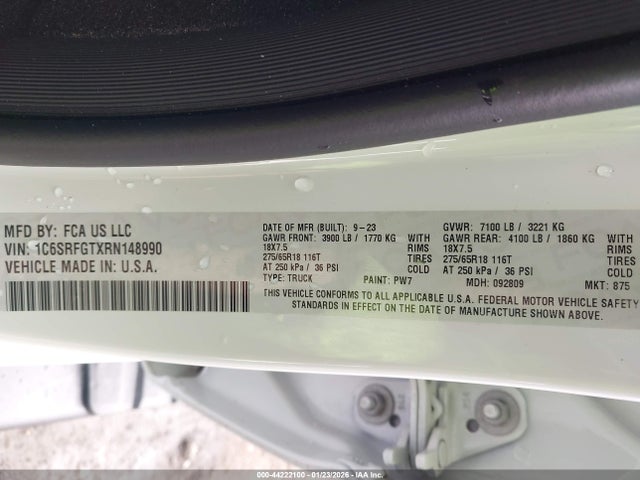 MFD BY: FCA US LLC
VIN: 1C6SRFGTXRN148990
VEHICLE MADE IN: U.S.A.
DATE OF MFR (BUILT): 9-23
GAWR FRONT: 3900 LB / 1770 KG WITH
18X7.5 RIMS
275/65R18 116T TIRES
AT 250 kPa / 36 PSI COLD
TYPE: TRUCK PAINT: PW7
GVWR: 7100 LB / 3221 KG
GAWR REAR: 4100 LB / 1860 KG WITH
18X7.5 RIMS
275/65R18 116T TIRES
AT 250 kPa / 36 PSI COLD
MDH: 092809 MKT: 875
THIS VEHICLE CONFORMS TO ALL APPLICABLE U.S.A. FEDERAL MOTOR VEHICLE SAFETY
STANDARDS IN EFFECT ON THE DATE OF MANUFACTURE SHOWN ABOVE.
000-44222100 - 01/23/2026 - IAAI.com